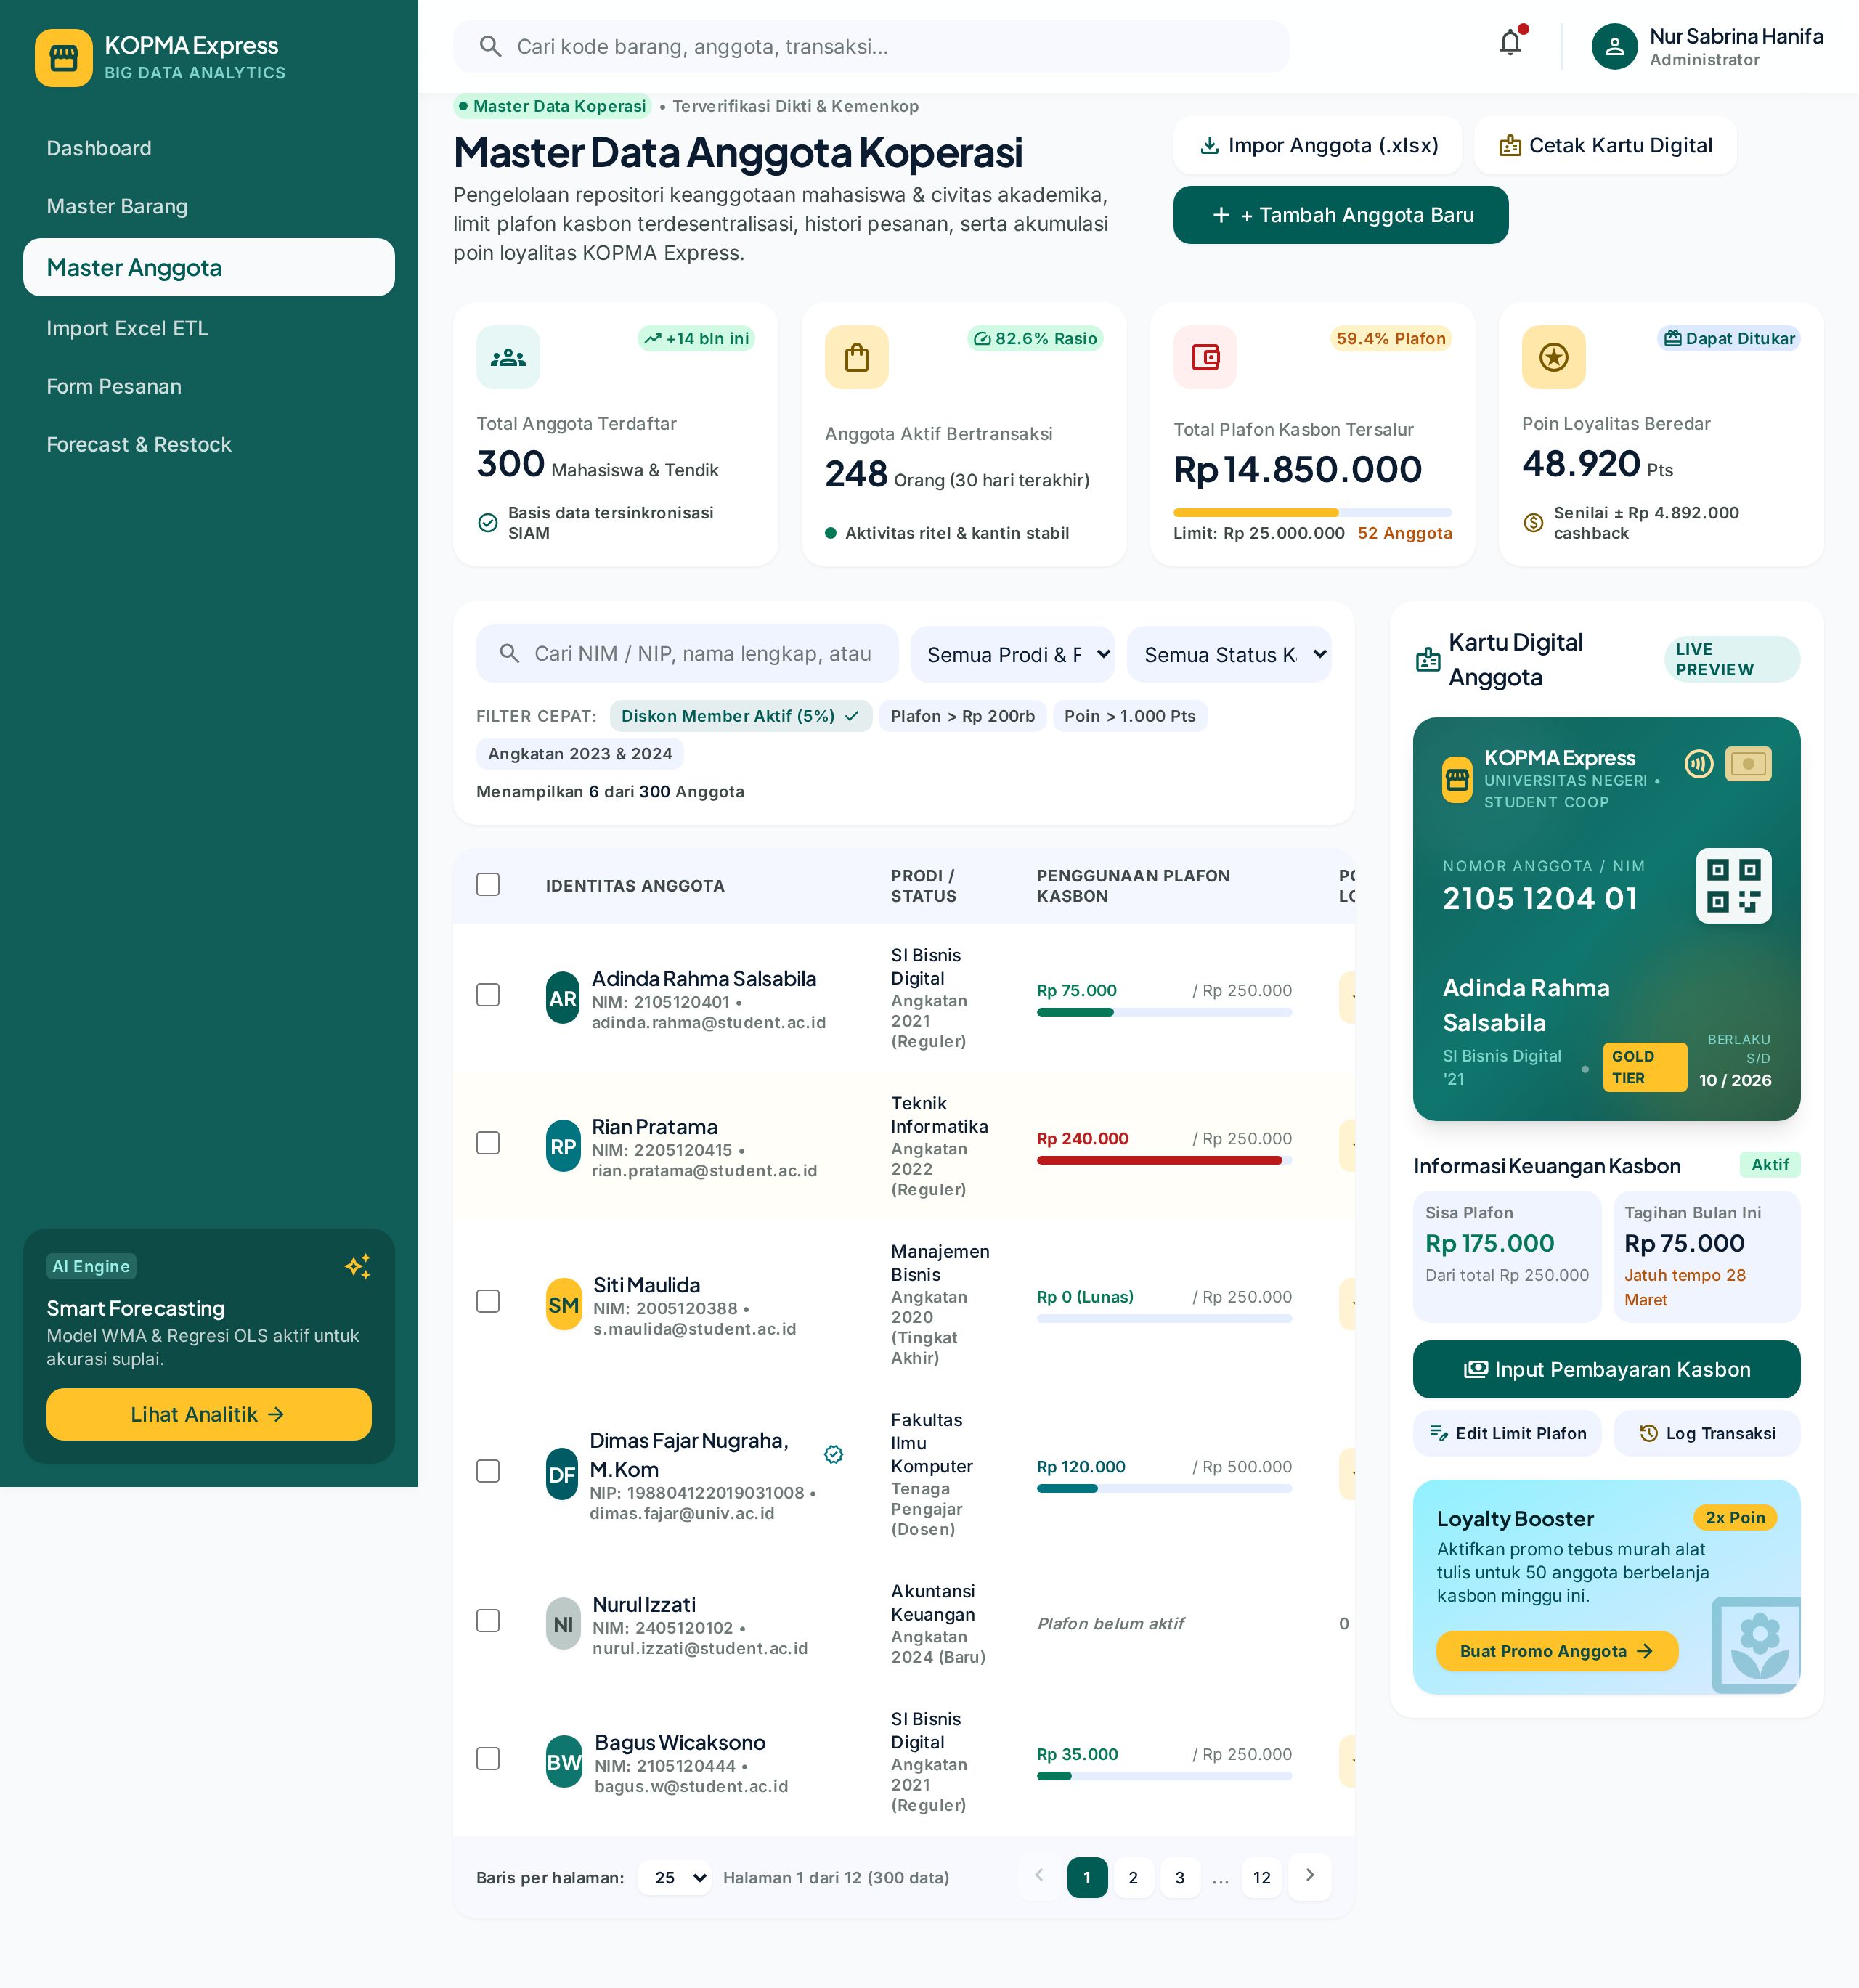 KOPMA Express
BIG DATA ANALYTICS
Dashboard
Master Barang
Master Anggota
Import Excel ETL
Form Pesanan
Forecast & Restock
AI Engine
Smart Forecasting
Model WMA & Regresi OLS aktif untuk
akurasi suplai.
Lihat Analitik →
Cari kode barang, anggota, transaksi...
Nur Sabrina Hanifa
Administrator
Master Data Koperasi • Terverifikasi Dikti & Kemenkop
Master Data Anggota Koperasi
Pengelolaan repositori keanggotaan mahasiswa & civitas akademika,
limit plafon kasbon terdesentralisasi, histori pesanan, serta akumulasi
poin loyalitas KOPMA Express.
Impor Anggota (.xlsx)
Cetak Kartu Digital
+ Tambah Anggota Baru
+14 bln ini
Total Anggota Terdaftar
300 Mahasiswa & Tendik
Basis data tersinkronisasi
SIAM
82.6% Rasio
Anggota Aktif Bertransaksi
248 Orang (30 hari terakhir)
Aktivitas ritel & kantin stabil
59.4% Plafon
Total Plafon Kasbon Tersalur
Rp 14.850.000
Limit: Rp 25.000.000 52 Anggota
Dapat Ditukar
Poin Loyalitas Beredar
48.920 Pts
Senilai ± Rp 4.892.000
cashback
Cari NIM / NIP, nama lengkap, atau
Semua Prodi & F
Semua Status K
FILTER CEPAT: Diskon Member Aktif (5%) Plafon > Rp 200rb Poin > 1.000 Pts
Angkatan 2023 & 2024
Menampilkan 6 dari 300 Anggota
IDENTITAS ANGGOTA
PRODI /
STATUS
PENGGUNAAN PLAFON
KASBON
PO
LO
AR
Adinda Rahma Salsabila
NIM: 2105120401 •
adinda.rahma@student.ac.id
S1 Bisnis
Digital
Angkatan
2021
(Reguler)
Rp 75.000 / Rp 250.000
RP
Rian Pratama
NIM: 2205120415 •
rian.pratama@student.ac.id
Teknik
Informatika
Angkatan
2022
(Reguler)
Rp 240.000 / Rp 250.000
SM
Siti Maulida
NIM: 2005120388 •
s.maulida@student.ac.id
Manajemen
Bisnis
Angkatan
2020
(Tingkat
Akhir)
Rp 0 (Lunas) / Rp 250.000
DF
Dimas Fajar Nugraha,
M.Kom
NIP: 198804122019031008 •
dimas.fajar@univ.ac.id
Fakultas
Ilmu
Komputer
Tenaga
Pengajar
(Dosen)
Rp 120.000 / Rp 500.000
NI
Nurul Izzati
NIM: 2405120102 •
nurul.izzati@student.ac.id
Akuntansi
Keuangan
Angkatan
2024 (Baru)
Plafon belum aktif
0
BW
Bagus Wicaksono
NIM: 2105120444 •
bagus.w@student.ac.id
S1 Bisnis
Digital
Angkatan
2021
(Reguler)
Rp 35.000 / Rp 250.000
Baris per halaman: 25 Halaman 1 dari 12 (300 data)
1 2 3 ... 12
Kartu Digital
Anggota
LIVE
PREVIEW
KOPMA Express
UNIVERSITAS NEGERI •
STUDENT COOP
NOMOR ANGGOTA / NIM
2105 1204 01
Adinda Rahma
Salsabila
S1 Bisnis Digital
'21
GOLD
TIER
BERLAKU
S/D
10 / 2026
Informasi Keuangan Kasbon
Aktif
Sisa Plafon
Rp 175.000
Dari total Rp 250.000
Tagihan Bulan Ini
Rp 75.000
Jatuh tempo 28
Maret
Input Pembayaran Kasbon
Edit Limit Plafon
Log Transaksi
Loyalty Booster
2x Poin
Aktifkan promo tebus murah alat
tulis untuk 50 anggota berbelanja
kasbon minggu ini.
Buat Promo Anggota →